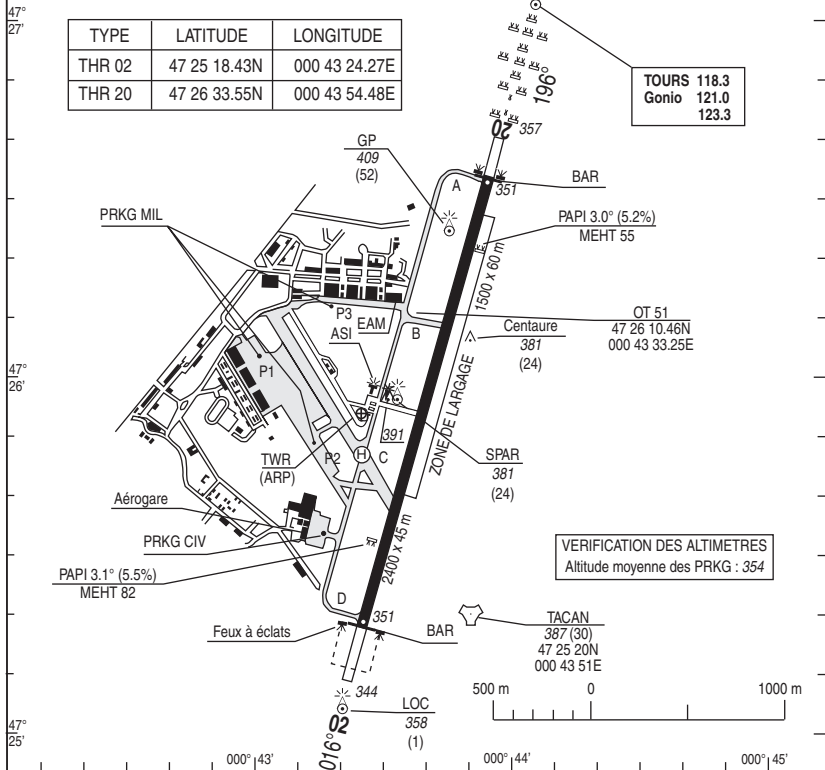 47°
27'
TYPE LATITUDE LONGITUDE
THR 02 47 25 18.43N 000 43 24.27E
THR 20 47 26 33.55N 000 43 54.48E
196°
20
357
TOURS 118.3
Gonio 121.0
123.3
GP
409
(52)
A
351
BAR
PRKG MIL
PAPI 3.0° (5.2%)
MEHT 55
1500 x 60 m
OT 51
47 26 10.46N
000 43 33.25E
P3
EAM
ASI
B
Centaure
381
(24)
47°
26'
P1
ZONE DE LARGAGE
391
TWR
(ARP)
P2
H
C
SPAR
381
(24)
Aérogare
PRKG CIV
2400 x 45 m
VERIFICATION DES ALTIMETRES
Altitude moyenne des PRKG : 354
PAPI 3.1° (5.5%)
MEHT 82
D
351
Feux à éclats
BAR
TACAN
387 (30)
47 25 20N
000 43 51E
344
LOC
358
(1)
02
016°
500 m 0 1000 m
47°
25'
000° 43' 000° 44' 000° 45'